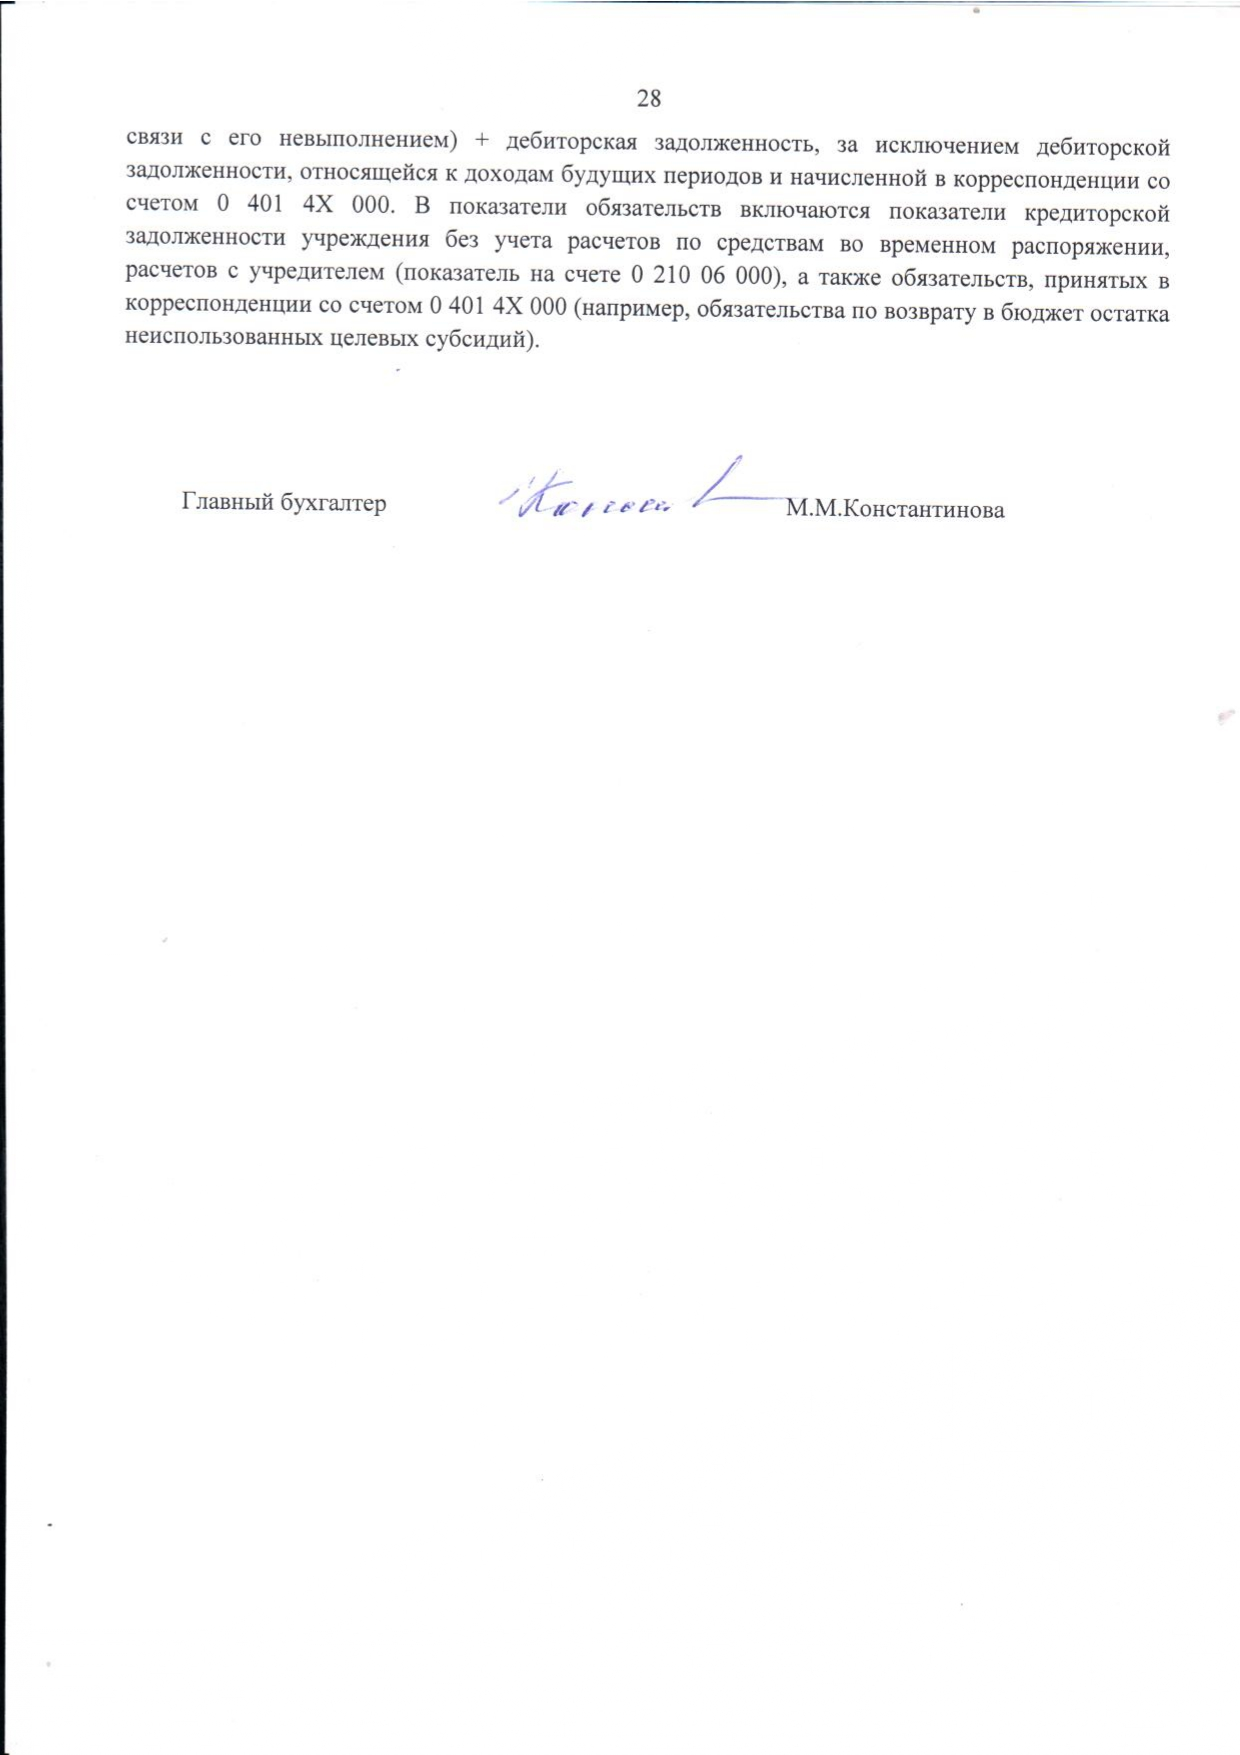 28
связи с его невыполнением) + дебиторская задолженность, за исключением дебиторской
задолженности, относящейся к доходам будущих периодов и начисленной в корреспонденции со
счетом 0 401 4Х 000. В показатели обязательств включаются показатели кредиторской
задолженности учреждения без учета расчетов по средствам во временном распоряжении,
расчетов с учредителем (показатель на счете 0 210 06 000), а также обязательств, принятых в
корреспонденции со счетом 0 401 4Х 000 (например, обязательства по возврату в бюджет остатка
неиспользованных целевых субсидий).
Главный бухгалтер М.М.Константинова